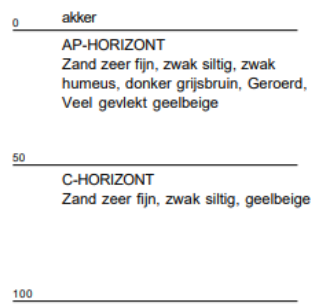 0 akker
AP-HORIZONT
Zand zeer fijn, zwak siltig, zwak
humeus, donker grijsbruin, Geroerd,
Veel gevlekt geelbeige
50
C-HORIZONT
Zand zeer fijn, zwak siltig, geelbeige
100